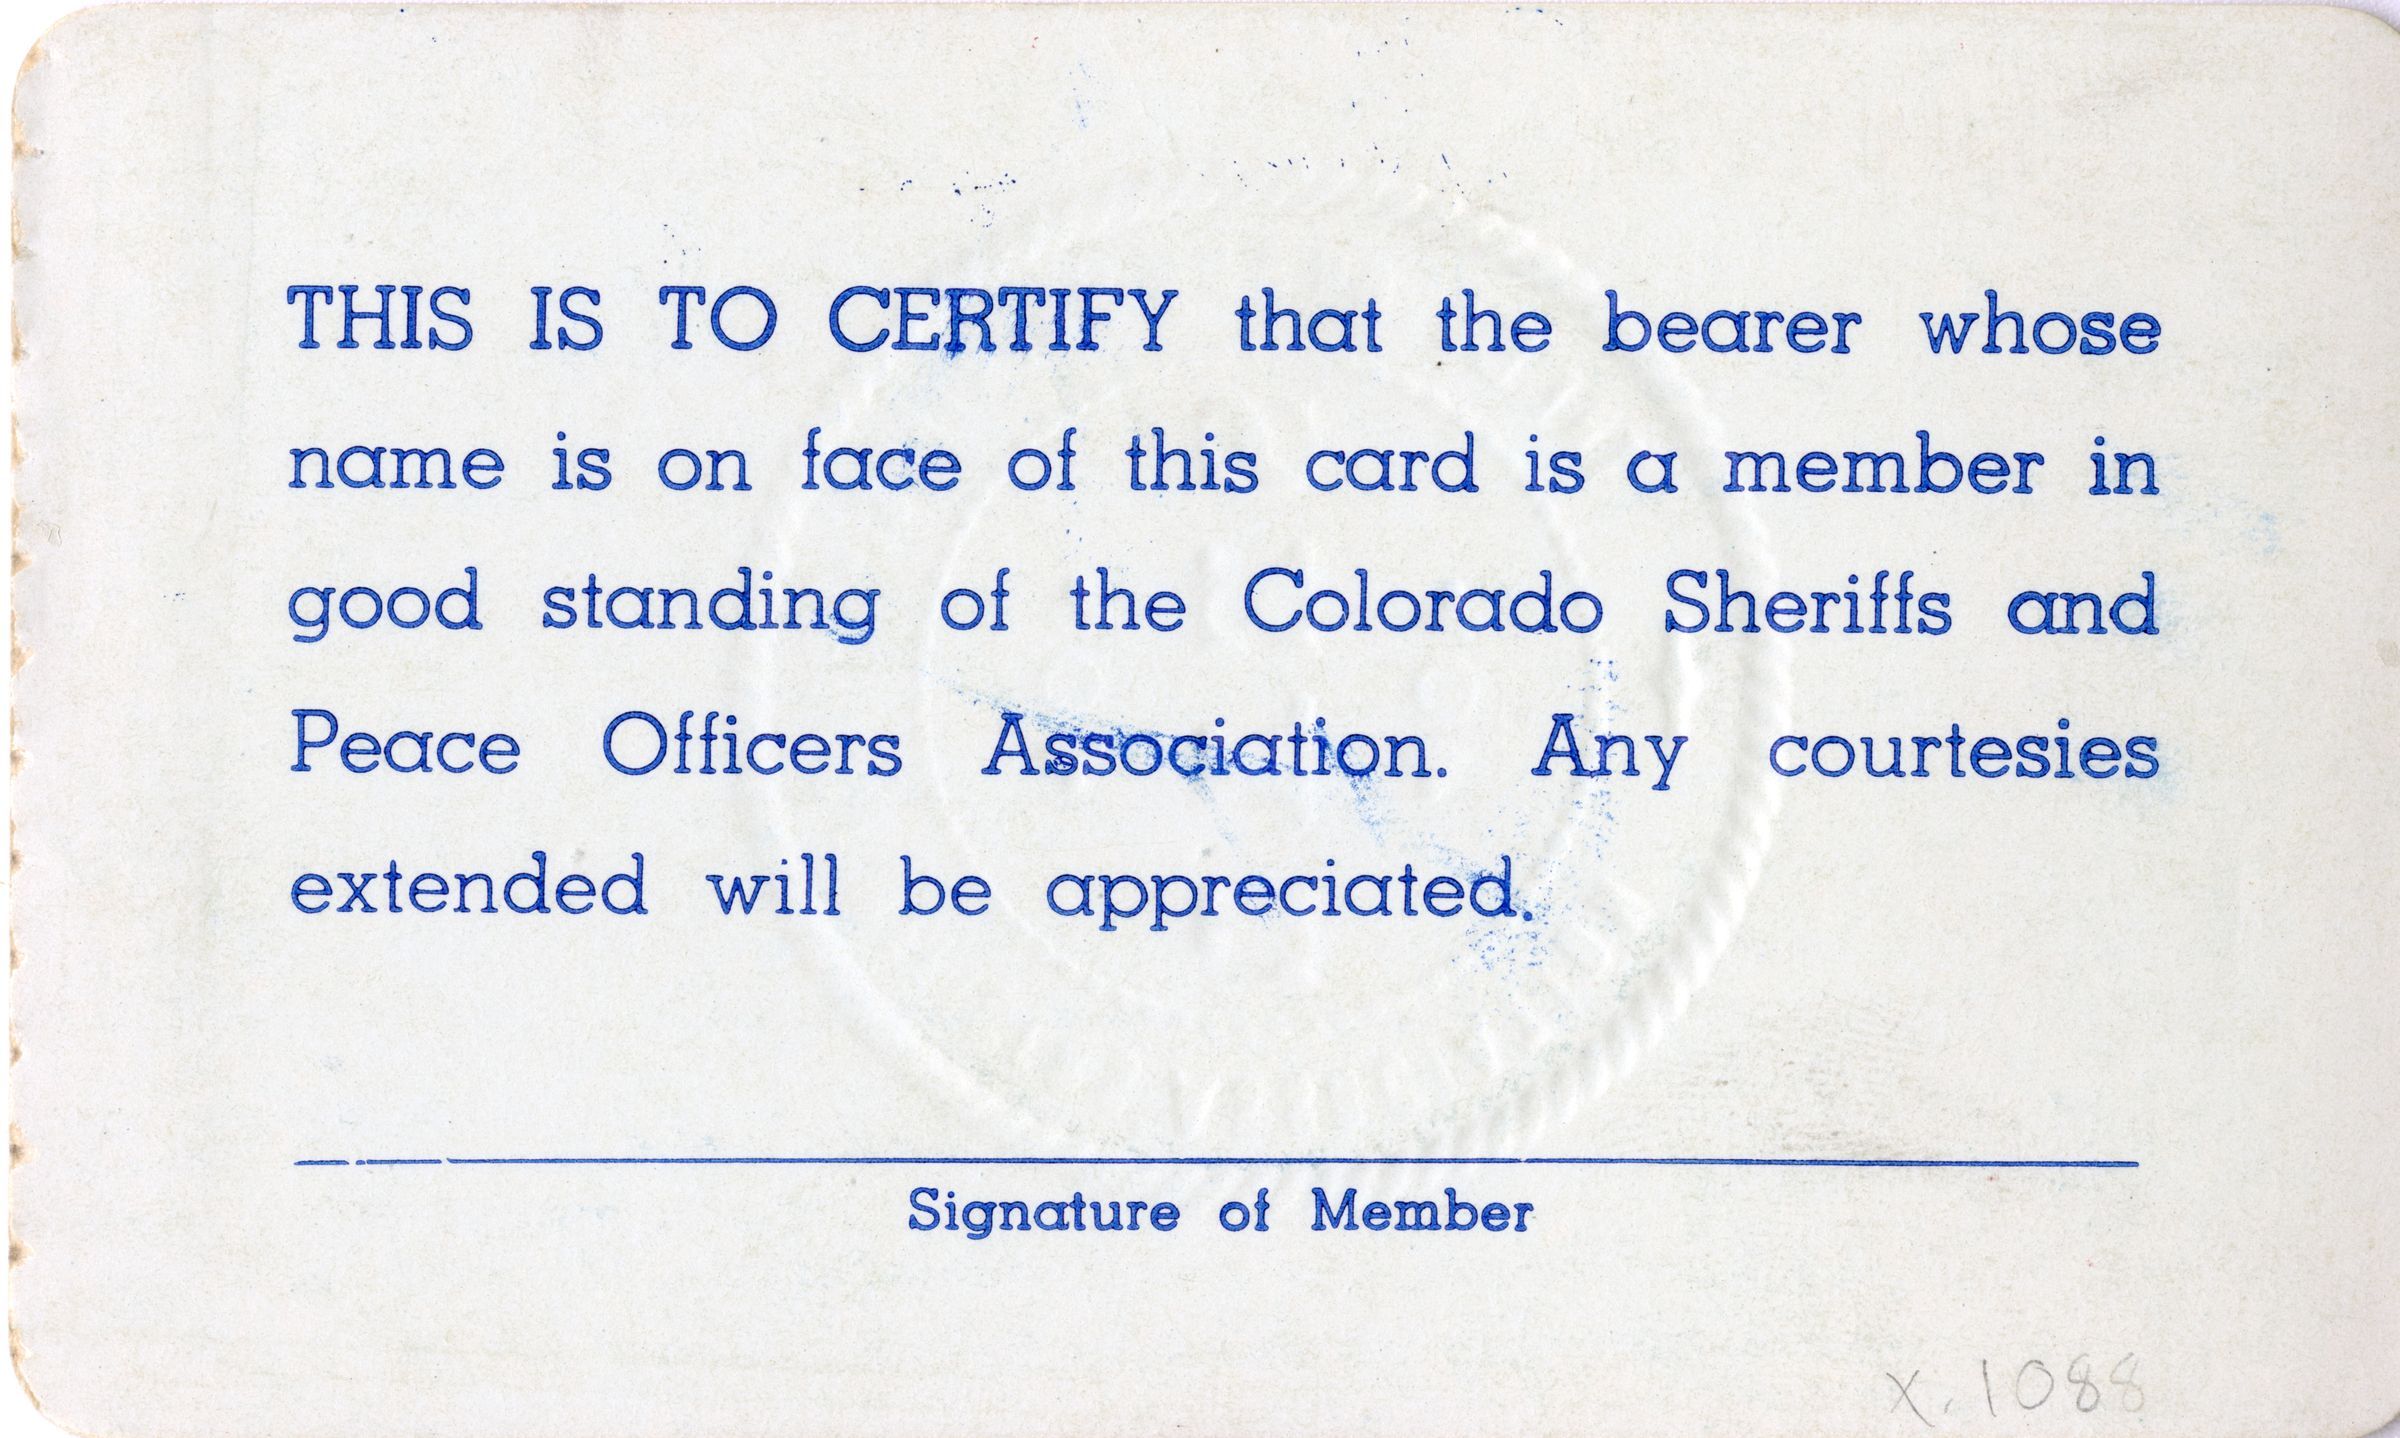 THIS IS TO CERTIFY that the bearer whose
name is on face of this card is a member in
good standing of the Colorado Sheriffs and
Peace Officers Association. Any courtesies
extended will be appreciated.
Signature of Member
X.1088